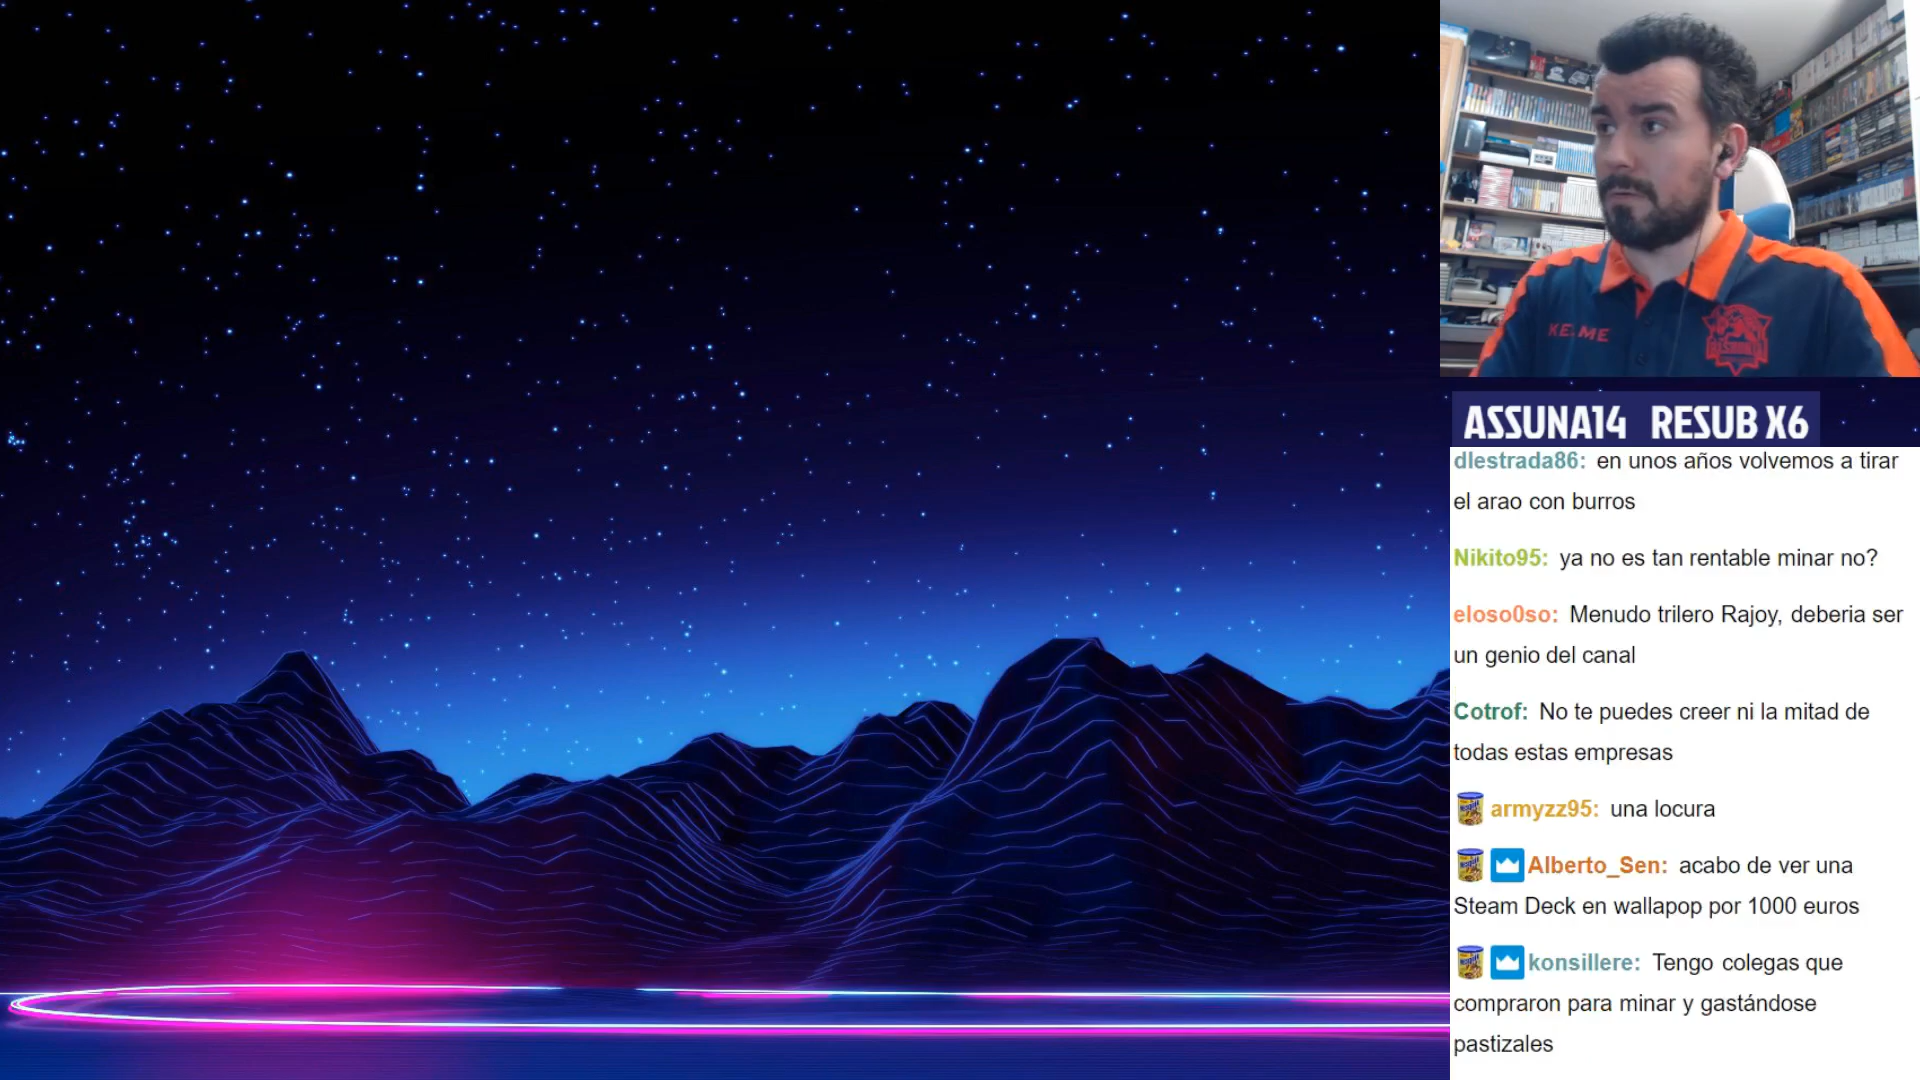 KELME
BASKONIA
ASSUNA14 RESUB X6
dlestrada86: en unos años volvemos a tirar
el arao con burros
Nikito95: ya no es tan rentable minar no?
eloso0so: Menudo trilero Rajoy, deberia ser
un genio del canal
Cotrof: No te puedes creer ni la mitad de
todas estas empresas
armyzz95: una locura
Alberto_Sen: acabo de ver una
Steam Deck en wallapop por 1000 euros
konsillere: Tengo colegas que
compraron para minar y gastándose
pastizales